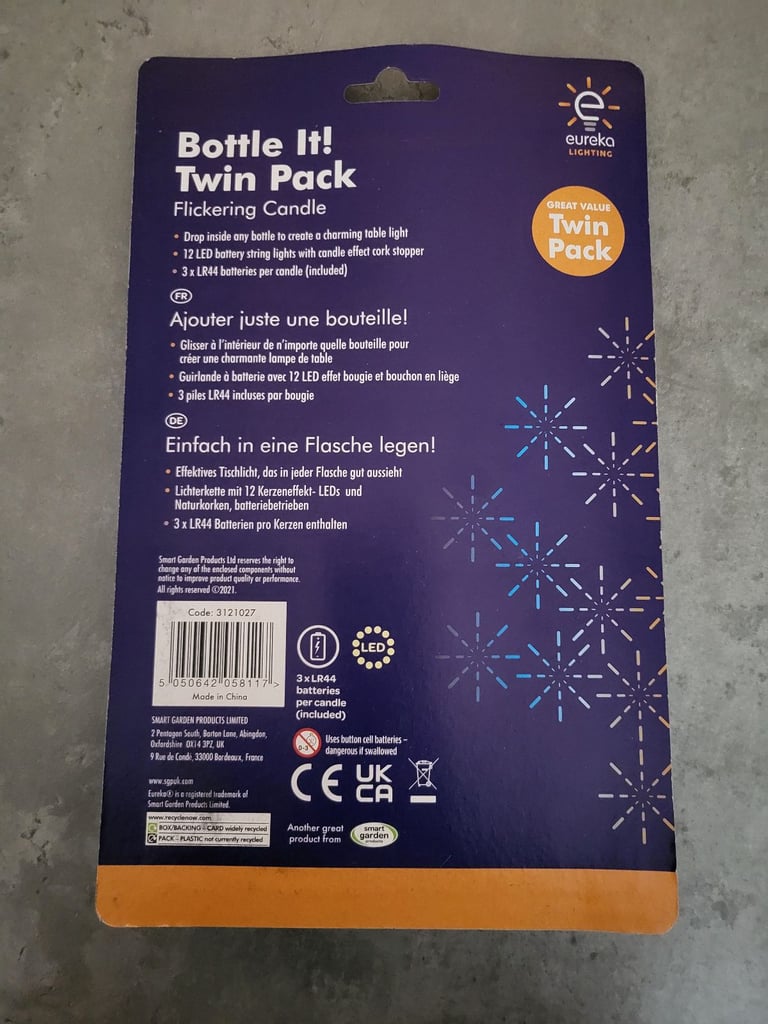 eureka
LIGHTING
Bottle It!
Twin Pack
Flickering Candle
GREAT VALUE
Twin
Pack
• Drop inside any bottle to create a charming table light
• 12 LED battery string lights with candle effect cork stopper
• 3 x LR44 batteries per candle (included)
FR
Ajouter juste une bouteille!
• Glisser à l'intérieur de n'importe quelle bouteille pour
créer une charmante lampe de table
• Guirlande à batterie avec 12 LED effet bougie et bouchon en liège
• 3 piles LR44 incluses par bougie
DE
Einfach in eine Flasche legen!
• Effektives Tischlicht, das in jeder Flasche gut aussieht
• Lichterkette mit 12 Kerzeneffekt- LEDs und
Naturkorken, batteriebetrieben
• 3 x LR44 Batterien pro Kerzen enthalten
Smart Garden Products Ltd reserves the right to
change any of the enclosed components without
notice to improve product quality or performance.
All rights reserved ©2021.
Code: 3121027
5 050642 058117 >
Made in China
LED
3 x LR44
batteries
per candle
(included)
SMART GARDEN PRODUCTS LIMITED
2 Pentagon South, Barton Lane, Abingdon,
Oxfordshire OX14 3PZ, UK
9 Rue de Condé, 33000 Bordeaux, France
0-3
Uses button cell batteries –
dangerous if swallowed
CE
UK
CA
www.sgpuk.com
Eureka® is a registered trademark of
Smart Garden Products Limited.
www.recyclenow.com
BOX/BACKING – CARD widely recycled
PACK – PLASTIC not currently recycled
Another great
product from
smart
garden
products